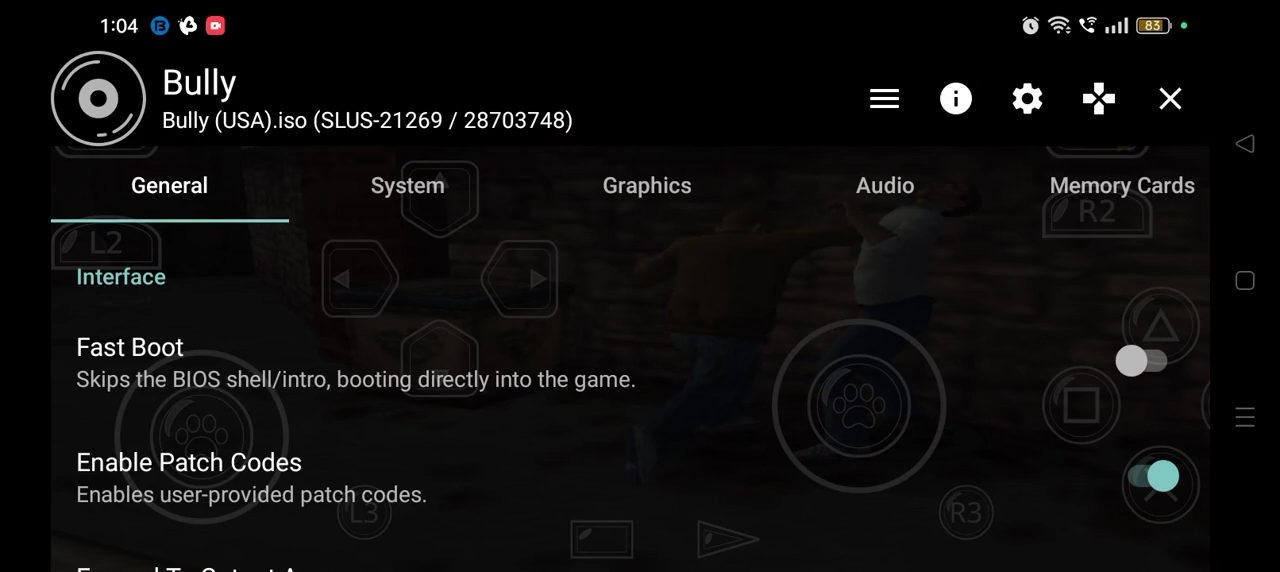 1:04
83
Bully
Bully (USA).iso (SLUS-21269 / 28703748)
General
System
Graphics
Audio
Memory Cards
L2
R2
Interface
Fast Boot
Skips the BIOS shell/intro, booting directly into the game.
Enable Patch Codes
Enables user-provided patch codes.
L3
R3